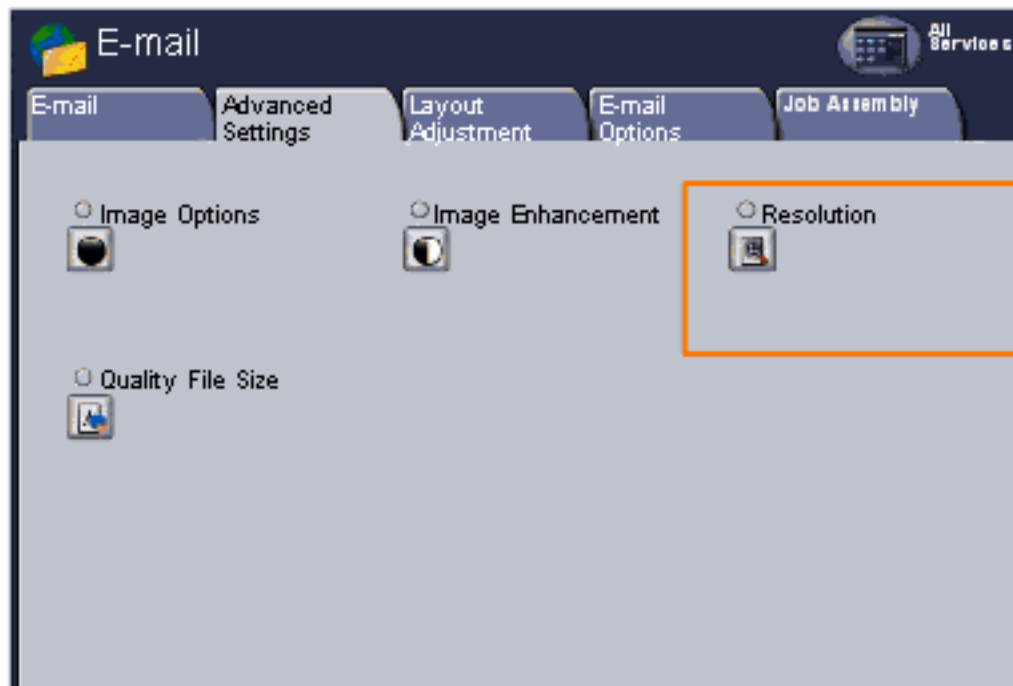 E-mail
All
Services
E-mail
Advanced
Settings
Layout
Adjustment
E-mail
Options
Job Assembly
Image Options
Image Enhancement
Resolution
Quality File Size